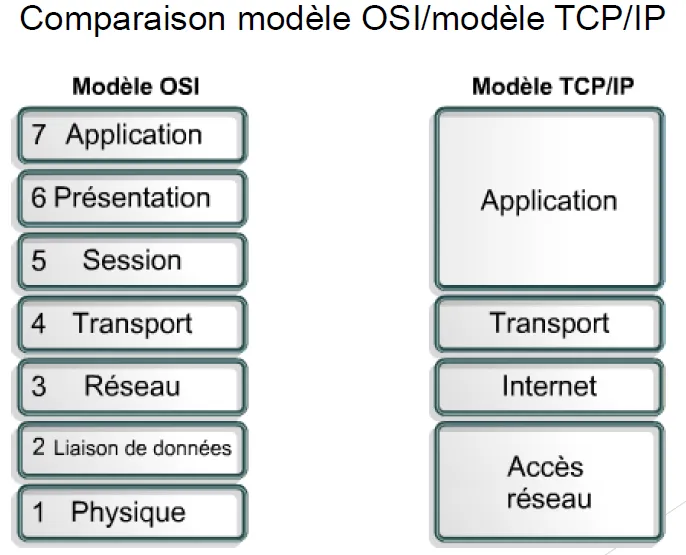 Comparaison modèle OSI/modèle TCP/IP
Modèle OSI
7 Application
6 Présentation
5 Session
4 Transport
3 Réseau
2 Liaison de données
1 Physique
Modèle TCP/IP
Application
Transport
Internet
Accès
réseau